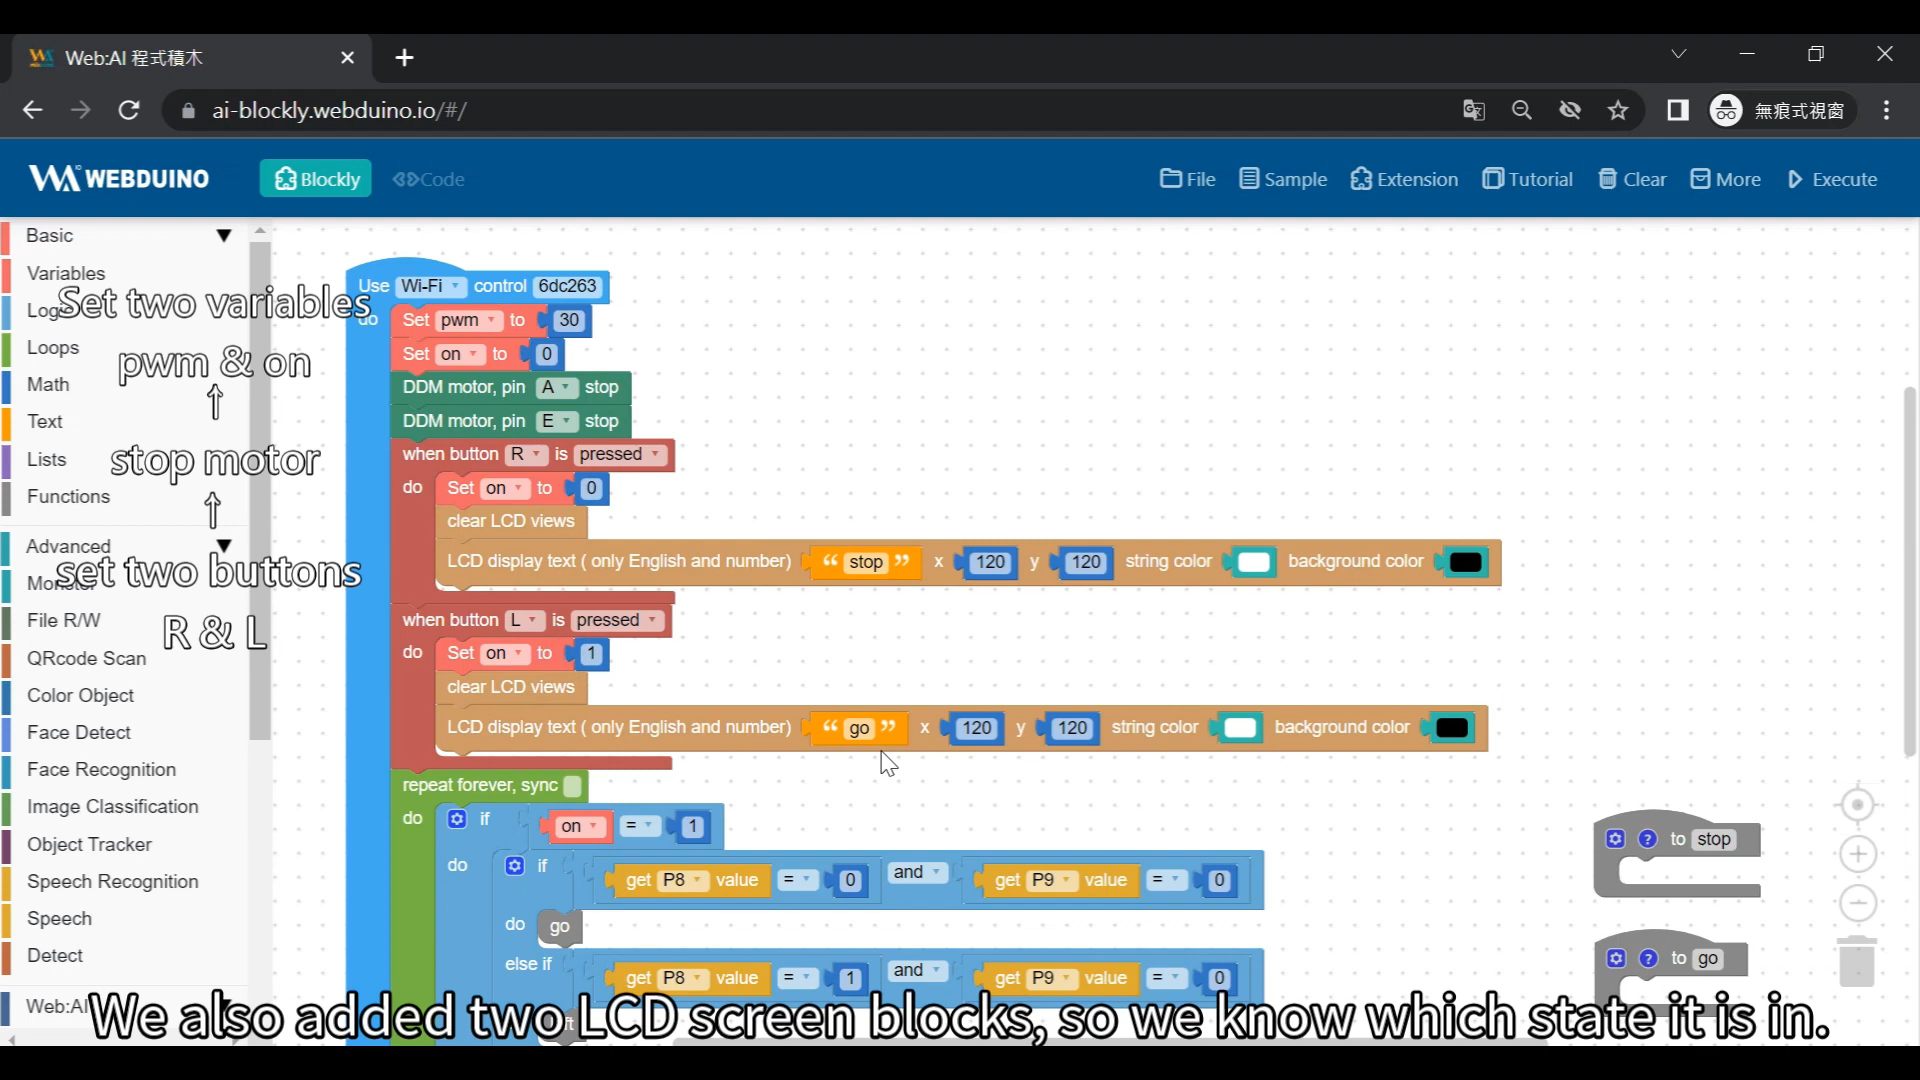 Web:AI 程式積木
ai-blockly.webduino.io/#/
無痕式視窗
WEBDUINO
Blockly
Code
File
Sample
Extension
Tutorial
Clear
More
Execute
Basic
Variables
Loops
Math
Text
Lists
Functions
Advanced
File R/W
QRcode Scan
Color Object
Face Detect
Face Recognition
Image Classification
Object Tracker
Speech Recognition
Speech
Detect
Web:AI
Set two variables
pwm & on
↑
stop motor
↑
set two buttons
R & L
Use Wi-Fi control 6dc263
do Set pwm to 30
Set on to 0
DDM motor, pin A stop
DDM motor, pin E stop
when button R is pressed
do Set on to 0
clear LCD views
LCD display text ( only English and number) “ stop ” x 120 y 120 string color background color
when button L is pressed
do Set on to 1
clear LCD views
LCD display text ( only English and number) “ go ” x 120 y 120 string color background color
repeat forever, sync
do if on = 1
do if get P8 value = 0 and get P9 value = 0
do go
else if get P8 value = 1 and get P9 value = 0
? to stop
? to go
We also added two LCD screen blocks, so we know which state it is in.